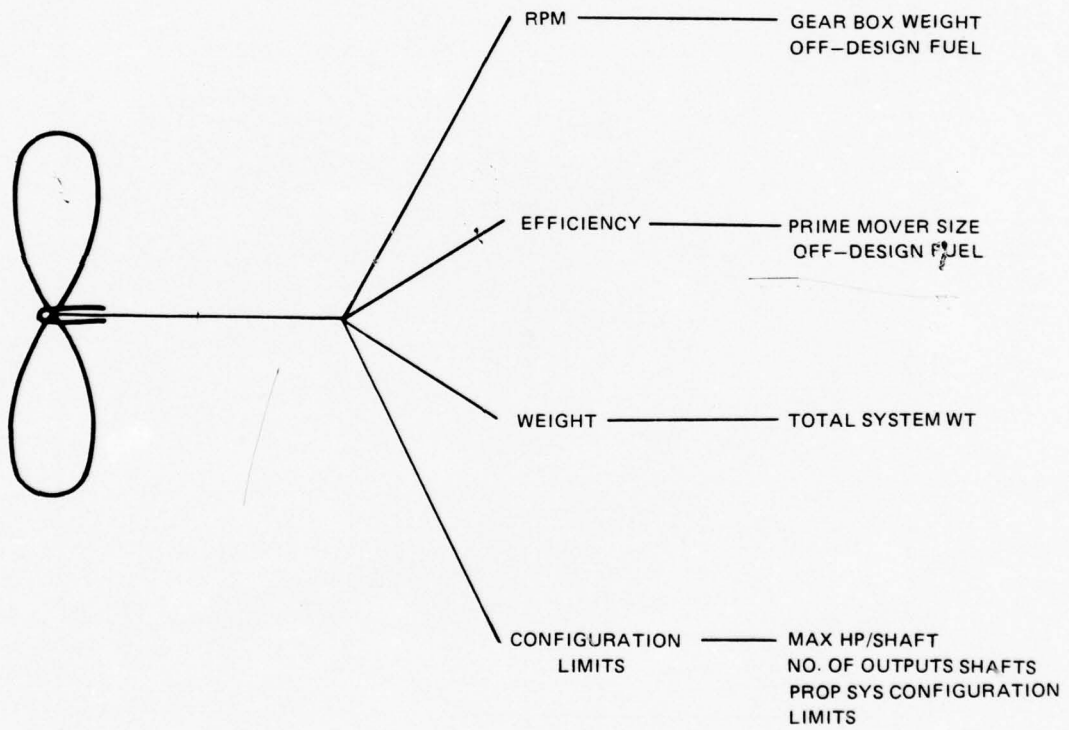 RPM
GEAR BOX WEIGHT
OFF-DESIGN FUEL
EFFICIENCY
PRIME MOVER SIZE
OFF-DESIGN FUEL
WEIGHT
TOTAL SYSTEM WT
CONFIGURATION
LIMITS
MAX HP/SHAFT
NO. OF OUTPUTS SHAFTS
PROP SYS CONFIGURATION
LIMITS